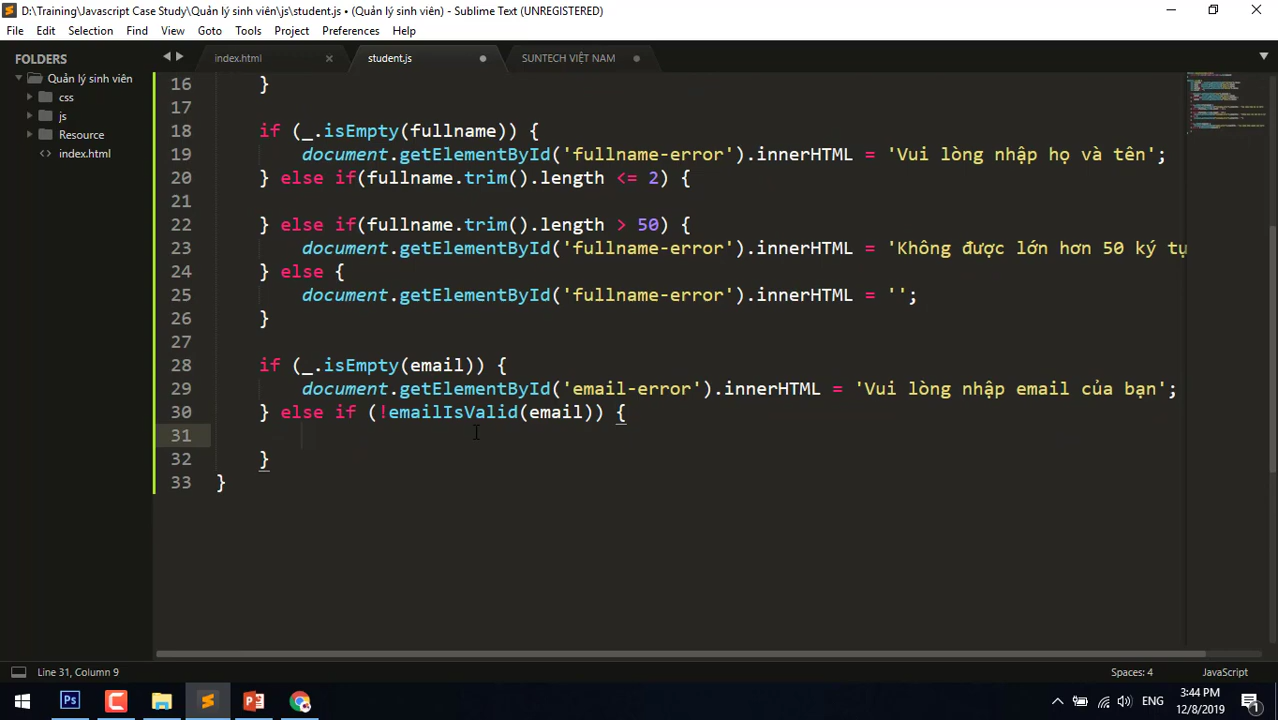 D:\Training\Javascript Case Study\Quản lý sinh viên\js\student.js • (Quản lý sinh viên) - Sublime Text (UNREGISTERED)
File Edit Selection Find View Goto Tools Project Preferences Help
FOLDERS
Quản lý sinh viên
css
js
Resource
index.html
index.html student.js SUNTECH VIỆT NAM
16 }
17
18 if (_.isEmpty(fullname)) {
19 document.getElementById('fullname-error').innerHTML = 'Vui lòng nhập họ và tên';
20 } else if(fullname.trim().length <= 2) {
21
22 } else if(fullname.trim().length > 50) {
23 document.getElementById('fullname-error').innerHTML = 'Không được lớn hơn 50 ký tự
24 } else {
25 document.getElementById('fullname-error').innerHTML = '';
26 }
27
28 if (_.isEmpty(email)) {
29 document.getElementById('email-error').innerHTML = 'Vui lòng nhập email của bạn';
30 } else if (!emailIsValid(email)) {
31
32 }
33 }
Line 31, Column 9 Spaces: 4 JavaScript
Ps ENG 3:44 PM
12/8/2019 1